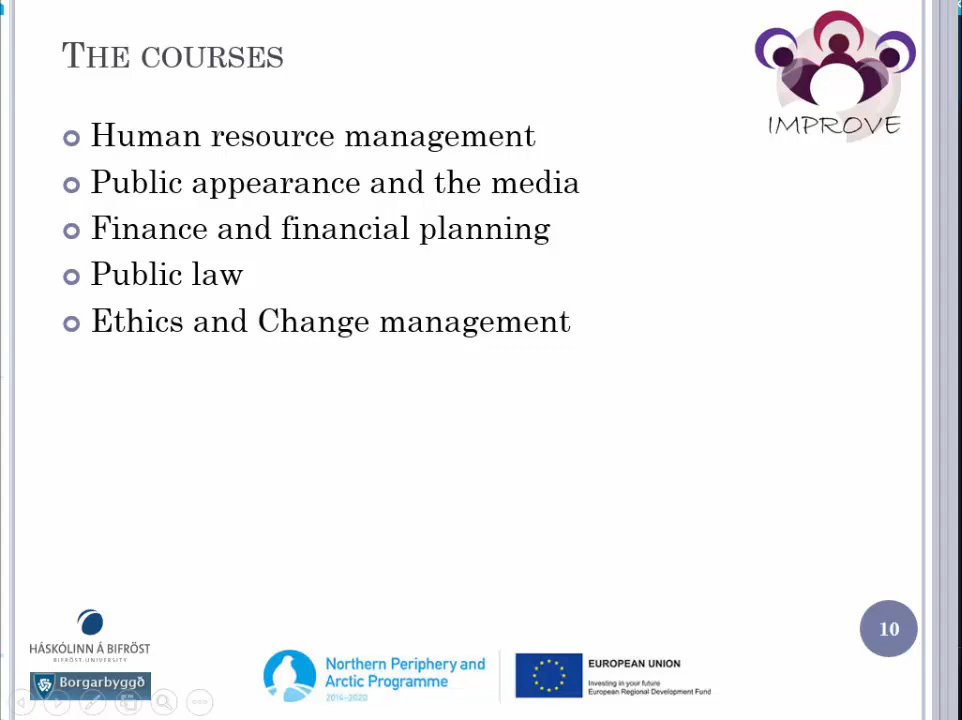 THE COURSES
IMPROVE
Human resource management
Public appearance and the media
Finance and financial planning
Public law
Ethics and Change management
10
HÁSKÓLINN Á BIFRÖST
BIFRÖST UNIVERSITY
Borgarbyggð
Northern Periphery and
Arctic Programme
2014–2020
EUROPEAN UNION
Investing in your future
European Regional Development Fund